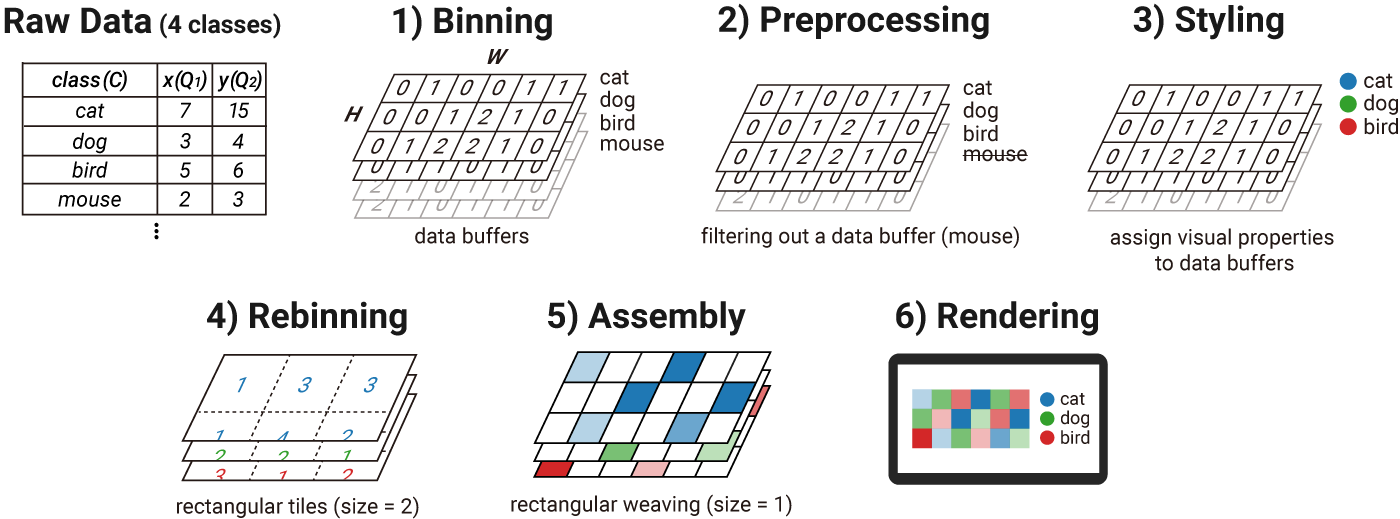 Raw Data (4 classes)
class(C) x(Q1) y(Q2)
cat 7 15
dog 3 4
bird 5 6
mouse 2 3
1) Binning
W
H
0 1 0 0 1 1
0 0 1 2 1 0
0 1 2 2 1 0
cat
dog
bird
mouse
data buffers
2) Preprocessing
0 1 0 0 1 1
0 0 1 2 1 0
0 1 2 2 1 0
cat
dog
bird
mouse
filtering out a data buffer (mouse)
3) Styling
0 1 0 0 1 1
0 0 1 2 1 0
0 1 2 2 1 0
cat
dog
bird
assign visual properties
to data buffers
4) Rebinning
1 3 3
1 4 2
2 2 1
3 1 2
rectangular tiles (size = 2)
5) Assembly
rectangular weaving (size = 1)
6) Rendering
cat
dog
bird